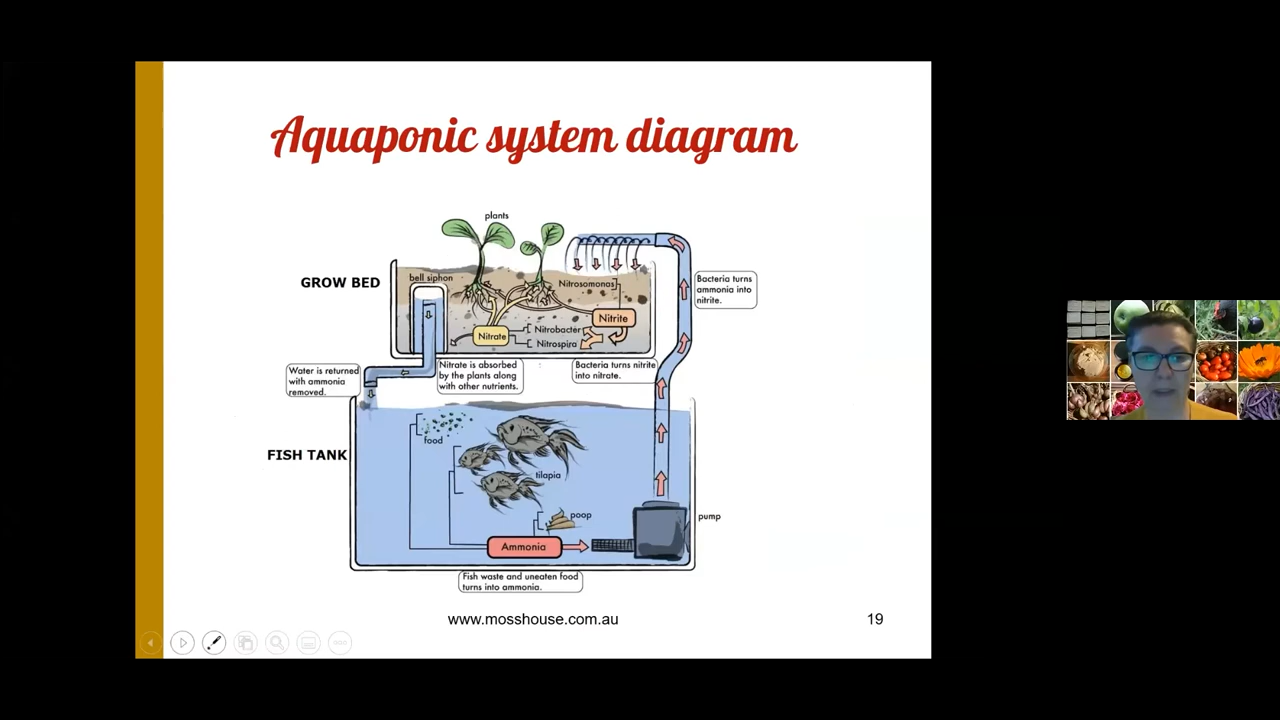 Aquaponic system diagram
plants
GROW BED
bell siphon
Nitrosomonas
Bacteria turns
ammonia into
nitrite.
Nitrite
Nitrate
Nitrobacter
Nitrospira
Water is returned
with ammonia
removed.
Nitrate is absorbed
by the plants along
with other nutrients.
Bacteria turns nitrite
into nitrate.
FISH TANK
food
tilapia
poop
pump
Ammonia
Fish waste and uneaten food
turns into ammonia.
www.mosshouse.com.au
19